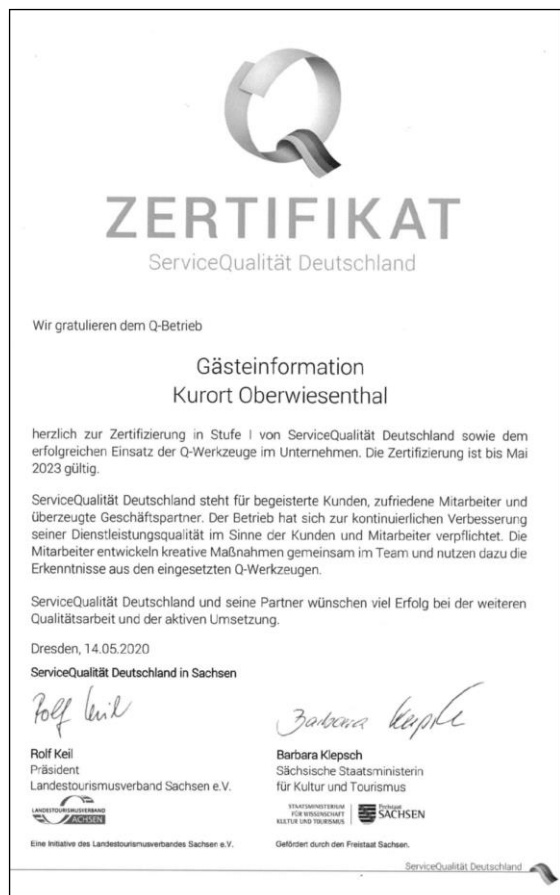 ZERTIFIKAT
ServiceQualität Deutschland
Wir gratulieren dem Q-Betrieb
Gästeinformation
Kurort Oberwiesenthal
herzlich zur Zertifizierung in Stufe I von ServiceQualität Deutschland sowie dem
erfolgreichen Einsatz der Q-Werkzeuge im Unternehmen. Die Zertifizierung ist bis Mai
2023 gültig.
ServiceQualität Deutschland steht für begeisterte Kunden, zufriedene Mitarbeiter und
überzeugte Geschäftspartner. Der Betrieb hat sich zur kontinuierlichen Verbesserung
seiner Dienstleistungsqualität im Sinne der Kunden und Mitarbeiter verpflichtet. Die
Mitarbeiter entwickeln kreative Maßnahmen gemeinsam im Team und nutzen dazu die
Erkenntnisse aus den eingesetzten Q-Werkzeugen.
ServiceQualität Deutschland und seine Partner wünschen viel Erfolg bei der weiteren
Qualitätsarbeit und der aktiven Umsetzung.
Dresden, 14.05.2020
ServiceQualität Deutschland in Sachsen
Rolf Keil
Barbara Klepsch
Rolf Keil
Präsident
Landestourismusverband Sachsen e.V.
Barbara Klepsch
Sächsische Staatsministerin
für Kultur und Tourismus
LANDESTOURISMUSVERBAND
SACHSEN
STAATSMINISTERIUM
FÜR WISSENSCHAFT
KULTUR UND TOURISMUS
Freistaat
SACHSEN
Eine Initiative des Landestourismusverbandes Sachsen e.V.
Gefördert durch den Freistaat Sachsen.
ServiceQualität Deutschland